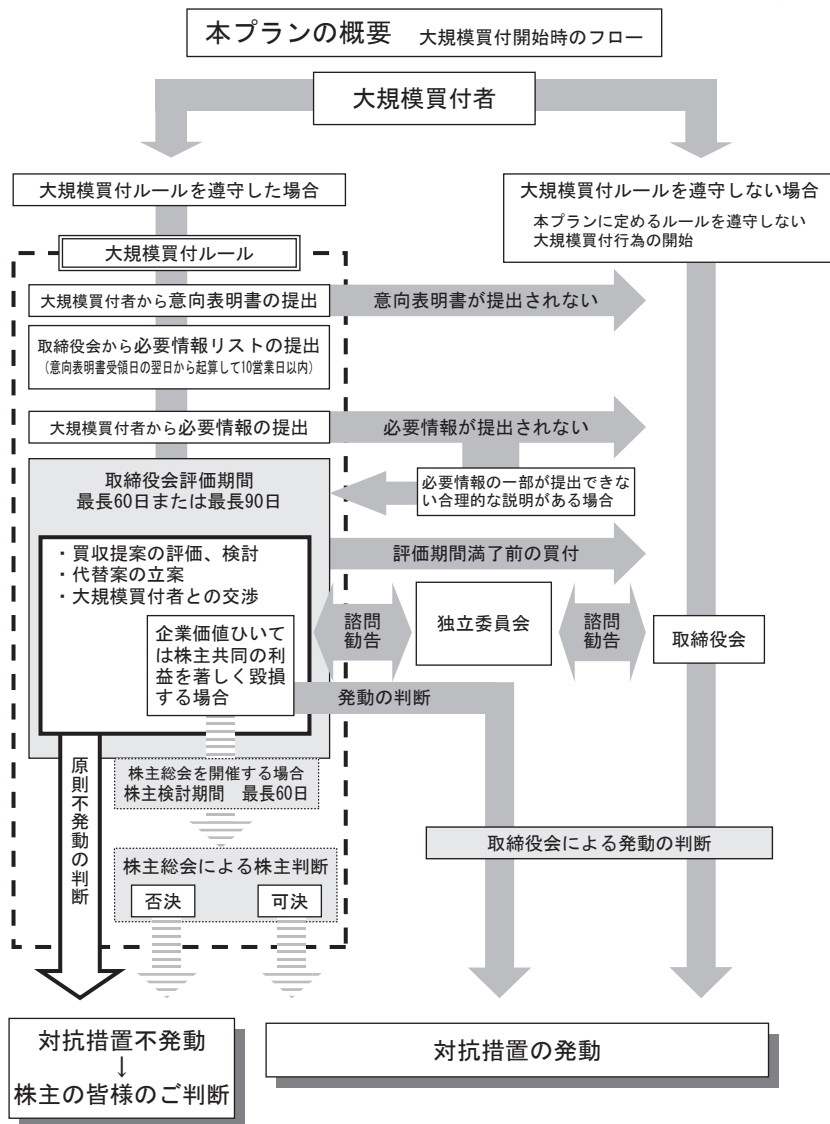 本プランの概要　大規模買付開始時のフロー
大規模買付者
大規模買付ルールを遵守した場合
大規模買付ルールを遵守しない場合
本プランに定めるルールを遵守しない
大規模買付行為の開始
大規模買付ルール
大規模買付者から意向表明書の提出
意向表明書が提出されない
取締役会から必要情報リストの提出
(意向表明書受領日の翌日から起算して10営業日以内)
大規模買付者から必要情報の提出
必要情報が提出されない
取締役会評価期間
最長60日または最長90日
必要情報の一部が提出できな
い合理的な説明がある場合
評価期間満了前の買付
・買収提案の評価、検討
・代替案の立案
・大規模買付者との交渉
企業価値ひいて
は株主共同の利
益を著しく毀損
する場合
諮問
勧告
独立委員会
諮問
勧告
取締役会
発動の判断
原則不発動の判断
株主総会を開催する場合
株主検討期間　最長60日
取締役会による発動の判断
株主総会による株主判断
否決
可決
対抗措置不発動
↓
株主の皆様のご判断
対抗措置の発動